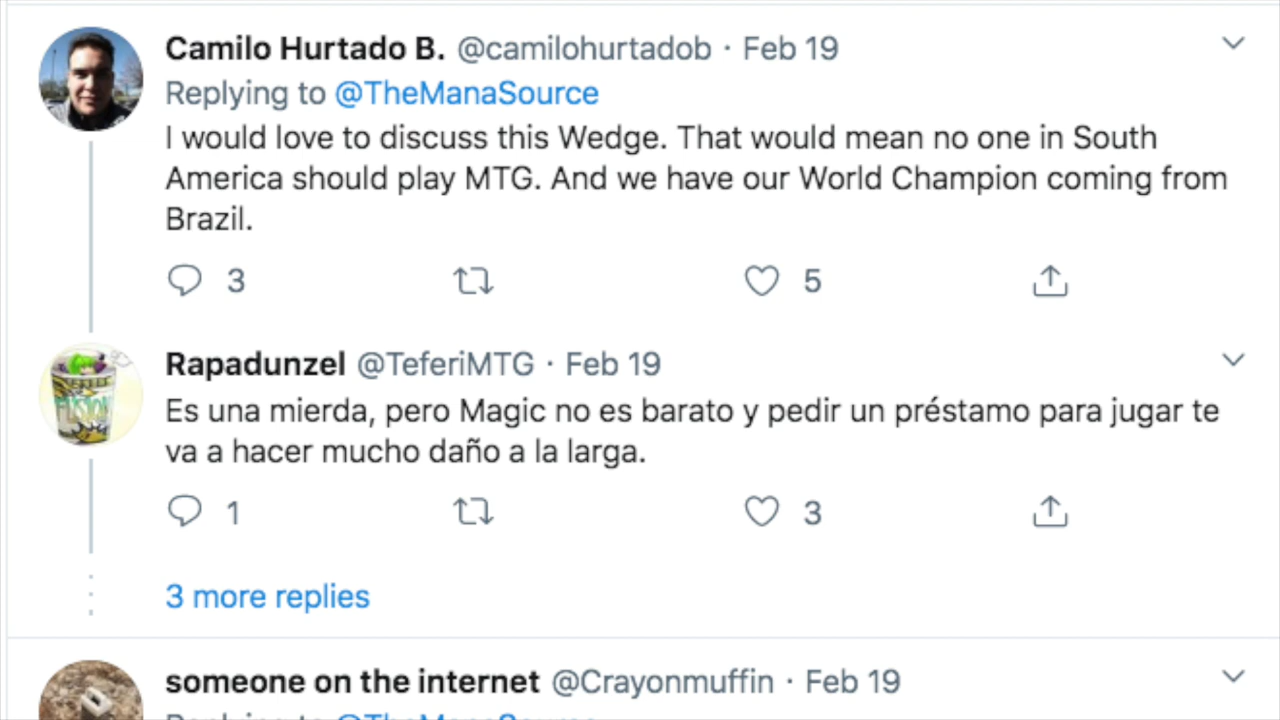 Camilo Hurtado B. @camilohurtadob · Feb 19
Replying to @TheManaSource
I would love to discuss this Wedge. That would mean no one in South
America should play MTG. And we have our World Champion coming from
Brazil.
3 5
Rapadunzel @TeferiMTG · Feb 19
Es una mierda, pero Magic no es barato y pedir un préstamo para jugar te
va a hacer mucho daño a la larga.
1 3
3 more replies
someone on the internet @Crayonmuffin · Feb 19
Replying to @TheManaSource